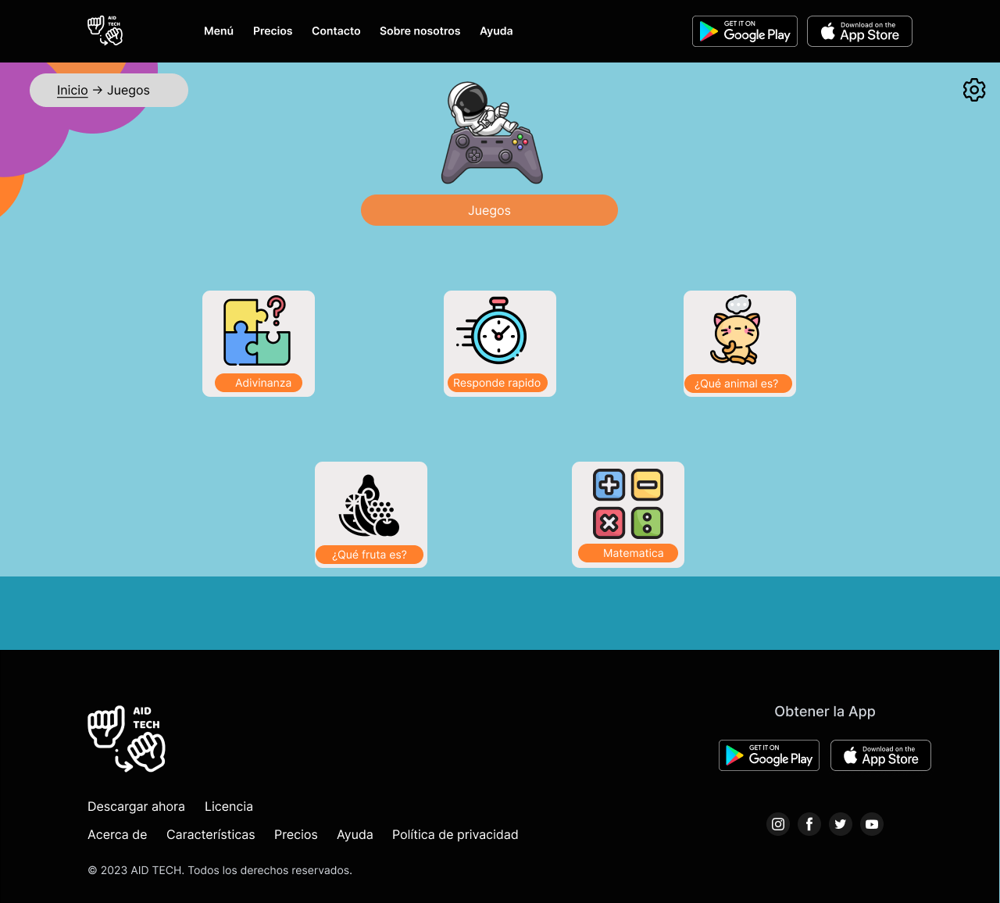 AID
TECH
Menú Precios Contacto Sobre nosotros Ayuda
GET IT ON
Google Play
Download on the
App Store
Inicio → Juegos
Juegos
?
Adivinanza
Responde rapido
¿Qué animal es?
¿Qué fruta es?
Matematica
AID
TECH
Obtener la App
GET IT ON
Google Play
Download on the
App Store
Descargar ahora Licencia
Acerca de Características Precios Ayuda Política de privacidad
© 2023 AID TECH. Todos los derechos reservados.